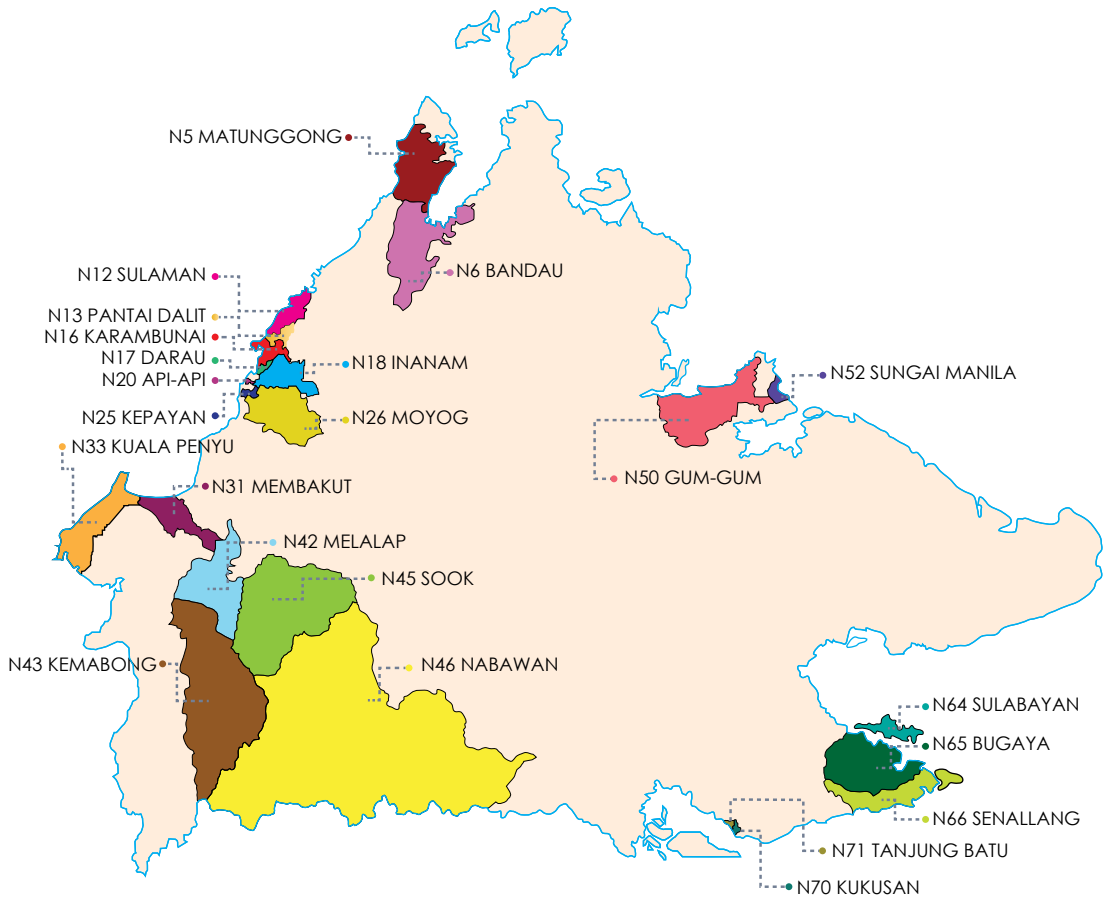 N5 MATUNGGONG
N6 BANDAU
N12 SULAMAN
N13 PANTAI DALIT
N16 KARAMBUNAI
N17 DARAU
N18 INANAM
N20 API-API
N52 SUNGAI MANILA
N25 KEPAYAN
N26 MOYOG
N33 KUALA PENYU
N50 GUM-GUM
N31 MEMBAKUT
N42 MELALAP
N45 SOOK
N43 KEMABONG
N46 NABAWAN
N64 SULABAYAN
N65 BUGAYA
N66 SENALLANG
N71 TANJUNG BATU
N70 KUKUSAN